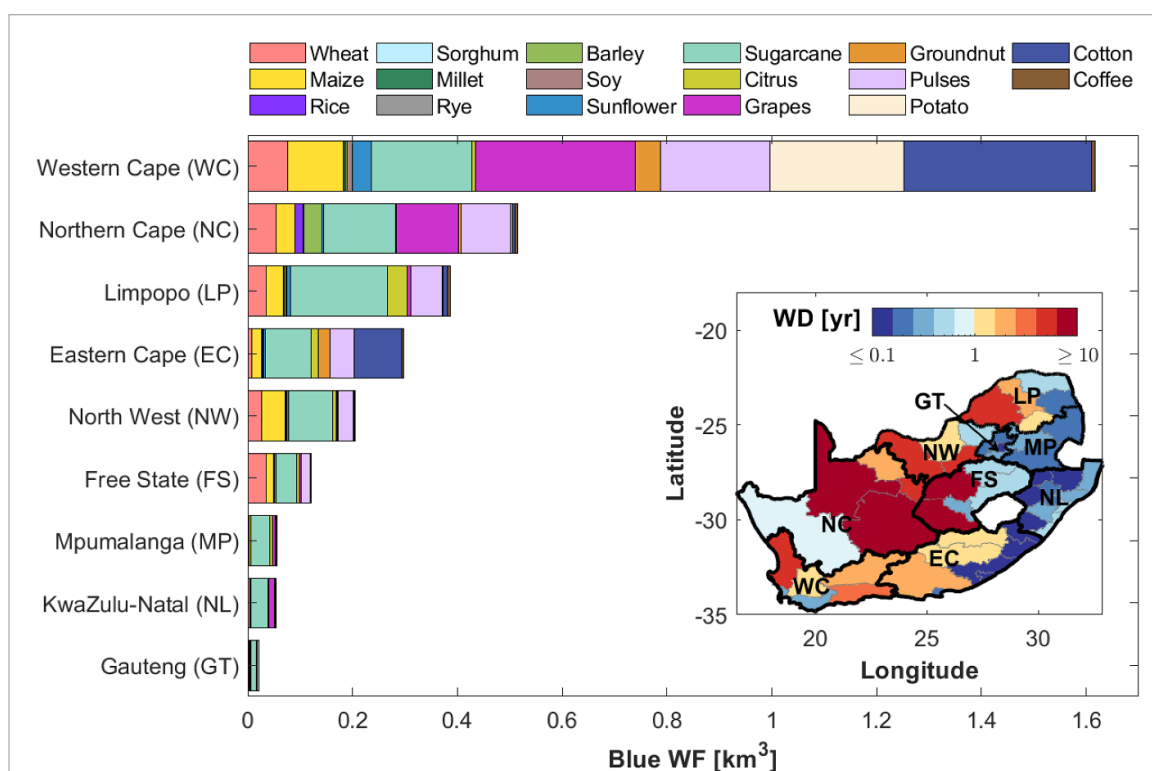 Wheat Sorghum Barley Sugarcane Groundnut Cotton
Maize Millet Soy Citrus Pulses Coffee
Rice Rye Sunflower Grapes Potato
Western Cape (WC)
Northern Cape (NC)
Limpopo (LP)
Eastern Cape (EC)
North West (NW)
Free State (FS)
Mpumalanga (MP)
KwaZulu-Natal (NL)
Gauteng (GT)
0 0.2 0.4 0.6 0.8 1 1.2 1.4 1.6
Blue WF [km³]
WD [yr]
≤ 0.1 1 ≥ 10
-20
-25
-30
-35
Latitude
LP
GT
MP
NW
FS
NL
NC
EC
WC
20 25 30
Longitude